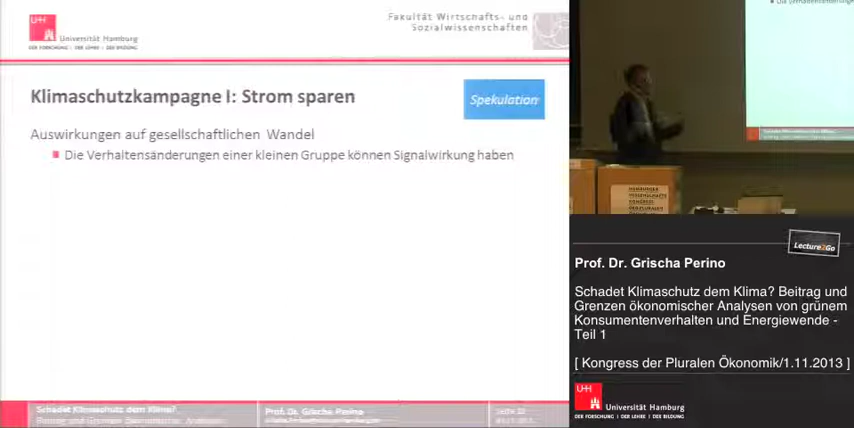 UH
Universität Hamburg
DER FORSCHUNG | DER LEHRE | DER BILDUNG
Fakultät Wirtschafts- und
Sozialwissenschaften
Klimaschutzkampagne I: Strom sparen
Spekulation
Auswirkungen auf gesellschaftlichen Wandel
Die Verhaltensänderungen einer kleinen Gruppe können Signalwirkung haben
Schadet Klimaschutz dem Klima?
Prof. Dr. Grischa Perino
Lecture2Go
Prof. Dr. Grischa Perino
Schadet Klimaschutz dem Klima? Beitrag und
Grenzen ökonomischer Analysen von grünem
Konsumentenverhalten und Energiewende -
Teil 1
[ Kongress der Pluralen Ökonomik/1.11.2013 ]
UH
Universität Hamburg
DER FORSCHUNG | DER LEHRE | DER BILDUNG